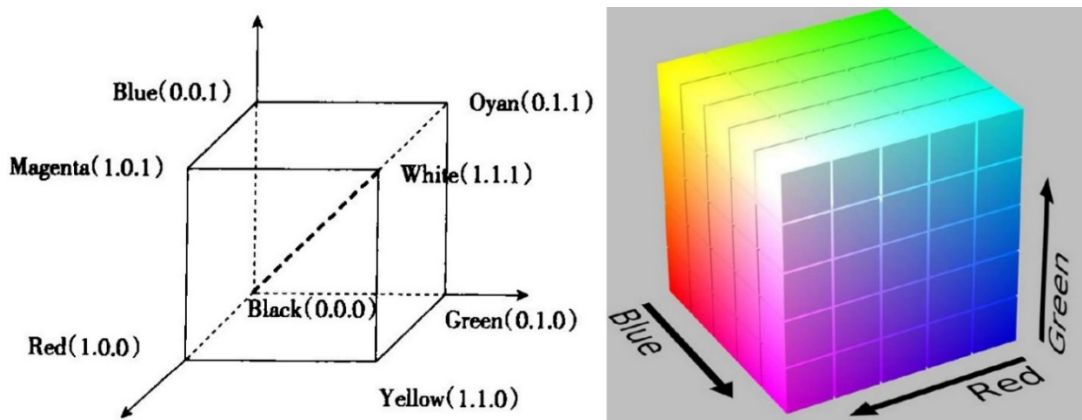 Blue(0.0.1)
Oyan(0.1.1)
Magenta(1.0.1)
White(1.1.1)
Black(0.0.0)
Green(0.1.0)
Red(1.0.0)
Yellow(1.1.0)
Blue
Red
Green